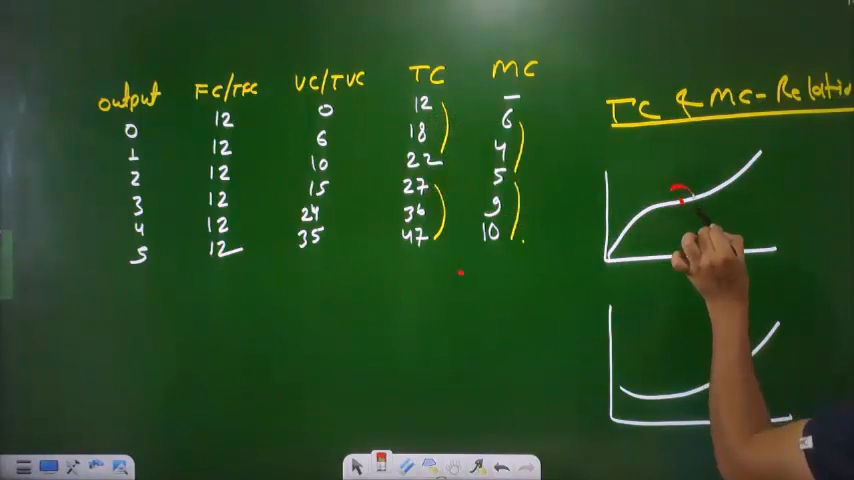 output FC/TFC VC/TVC TC MC
0 12 0 12 -
1 12 6 18 6
2 12 10 22 4
3 12 15 27 5
4 12 24 36 9
5 12 35 47 10
TC & MC - Relatio